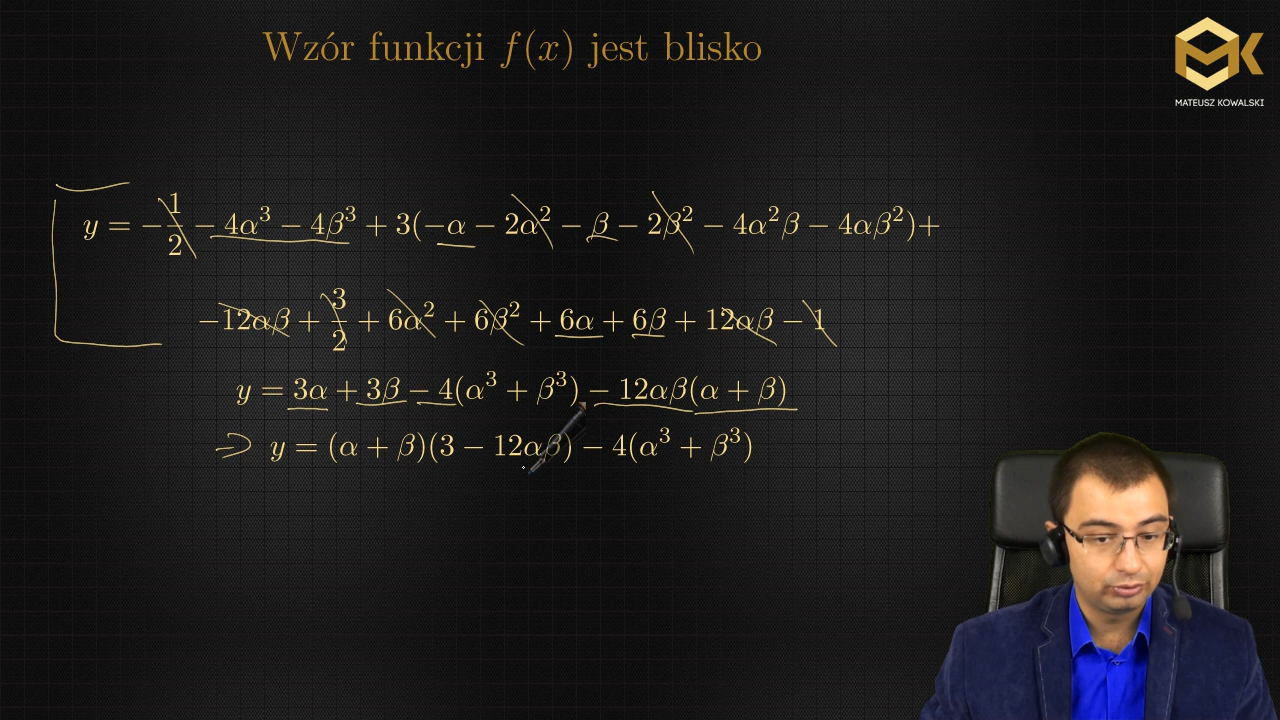 Wzór funkcji f(x) jest blisko
MATEUSZ KOWALSKI
y = −1/2 − 4α³ − 4β³ + 3(−α − 2α² − β − 2β² − 4α²β − 4αβ²)+
−12αβ + 3/2 + 6α² + 6β² + 6α + 6β + 12αβ − 1
y = 3α + 3β − 4(α³ + β³) − 12αβ(α + β)
⇒ y = (α + β)(3 − 12αβ) − 4(α³ + β³)